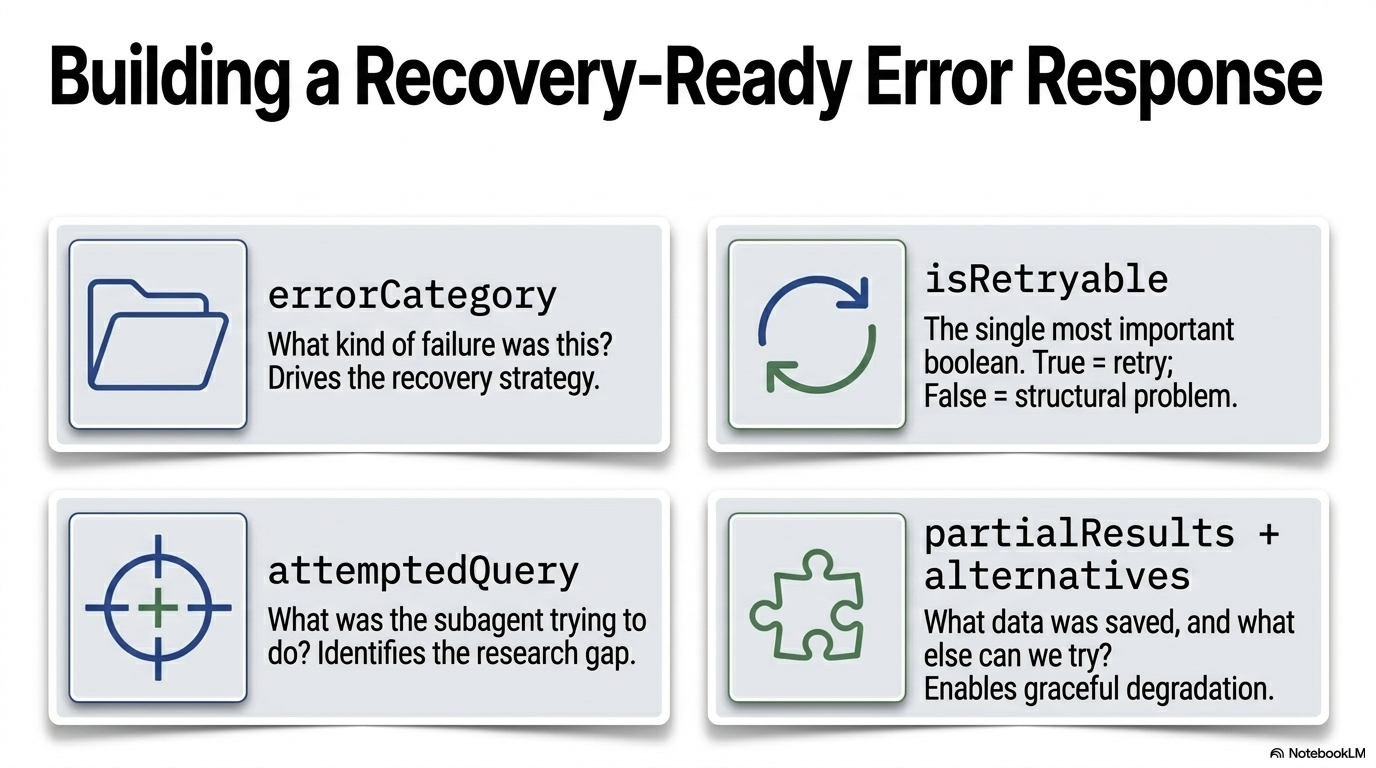 Building a Recovery-Ready Error Response
errorCategory
What kind of failure was this?
Drives the recovery strategy.
isRetryable
The single most important
boolean. True = retry;
False = structural problem.
attemptedQuery
What was the subagent trying to
do? Identifies the research gap.
partialResults +
alternatives
What data was saved, and what
else can we try?
Enables graceful degradation.
NotebookLM